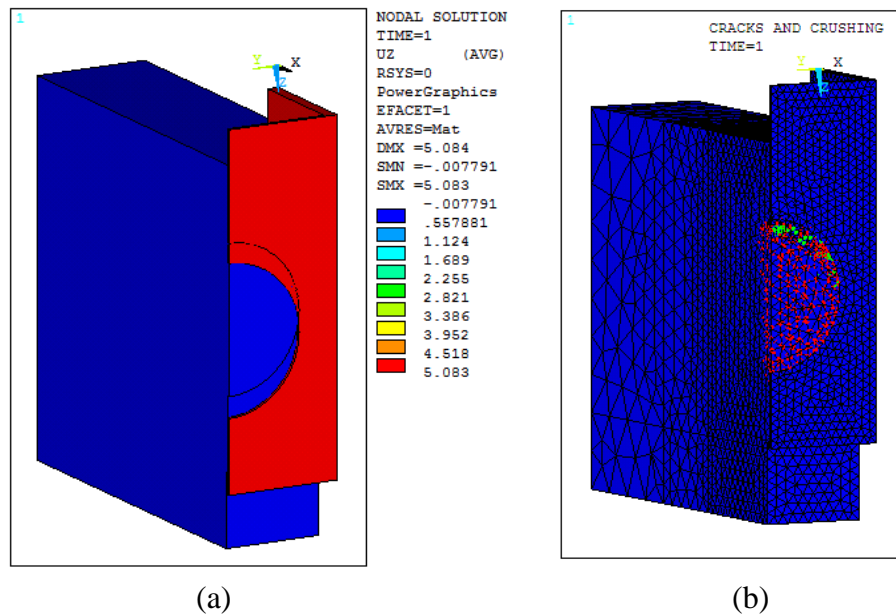 1
NODAL SOLUTION
TIME=1
UZ (AVG)
RSYS=0
PowerGraphics
EFACET=1
AVRES=Mat
DMX =5.084
SMN =-.007791
SMX =5.083
-.007791
.557881
1.124
1.689
2.255
2.821
3.386
3.952
4.518
5.083
Y X
Z
(a)
1
CRACKS AND CRUSHING
TIME=1
Y X
Z
(b)